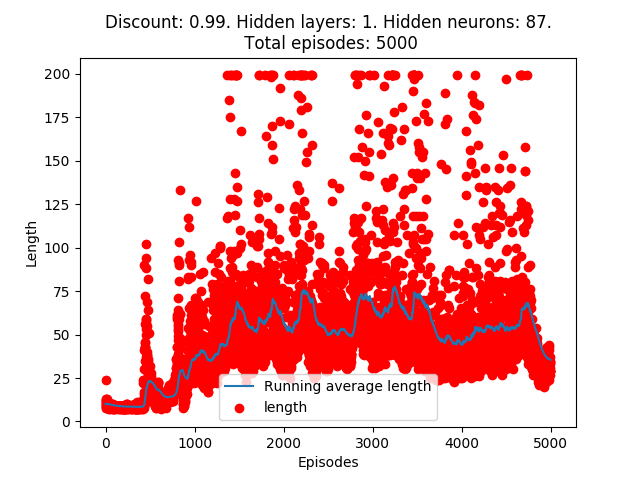 Discount: 0.99. Hidden layers: 1. Hidden neurons: 87.
Total episodes: 5000
200
175
150
125
100
75
50
25
0
Length
Running average length
length
0 1000 2000 3000 4000 5000
Episodes